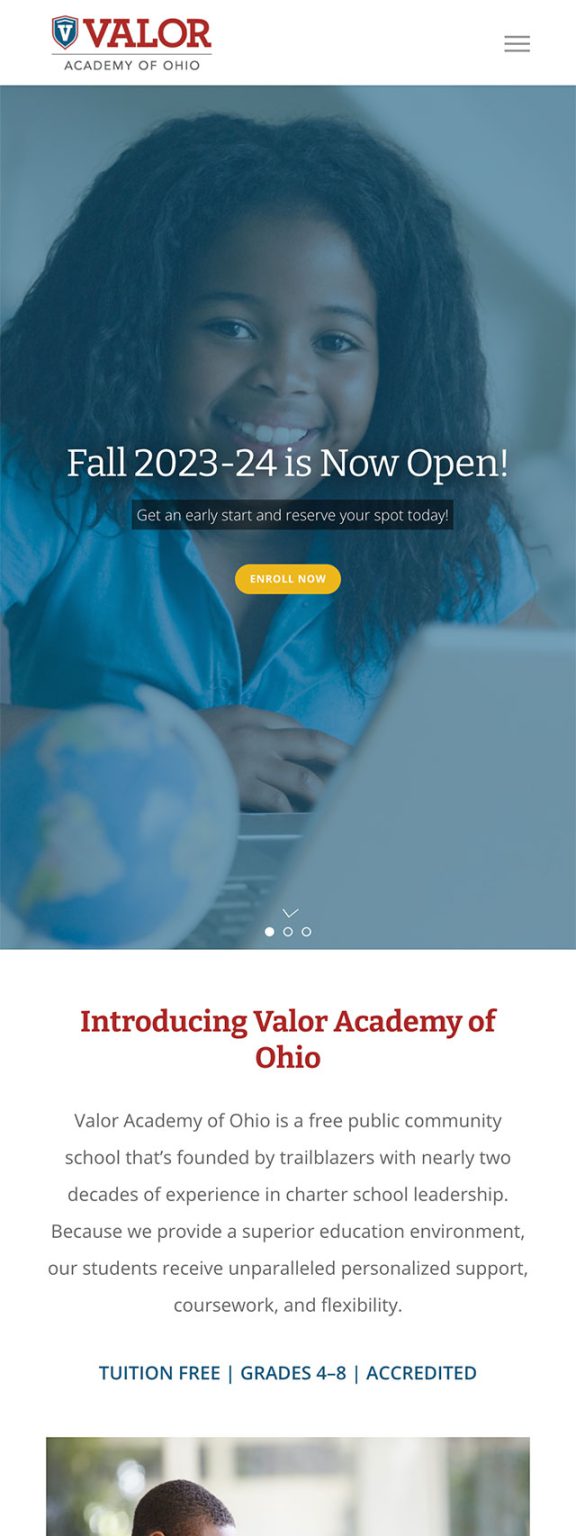 V VALOR
ACADEMY OF OHIO
Fall 2023-24 is Now Open!
Get an early start and reserve your spot today!
ENROLL NOW
Introducing Valor Academy of
Ohio
Valor Academy of Ohio is a free public community
school that’s founded by trailblazers with nearly two
decades of experience in charter school leadership.
Because we provide a superior education environment,
our students receive unparalleled personalized support,
coursework, and flexibility.
TUITION FREE | GRADES 4–8 | ACCREDITED